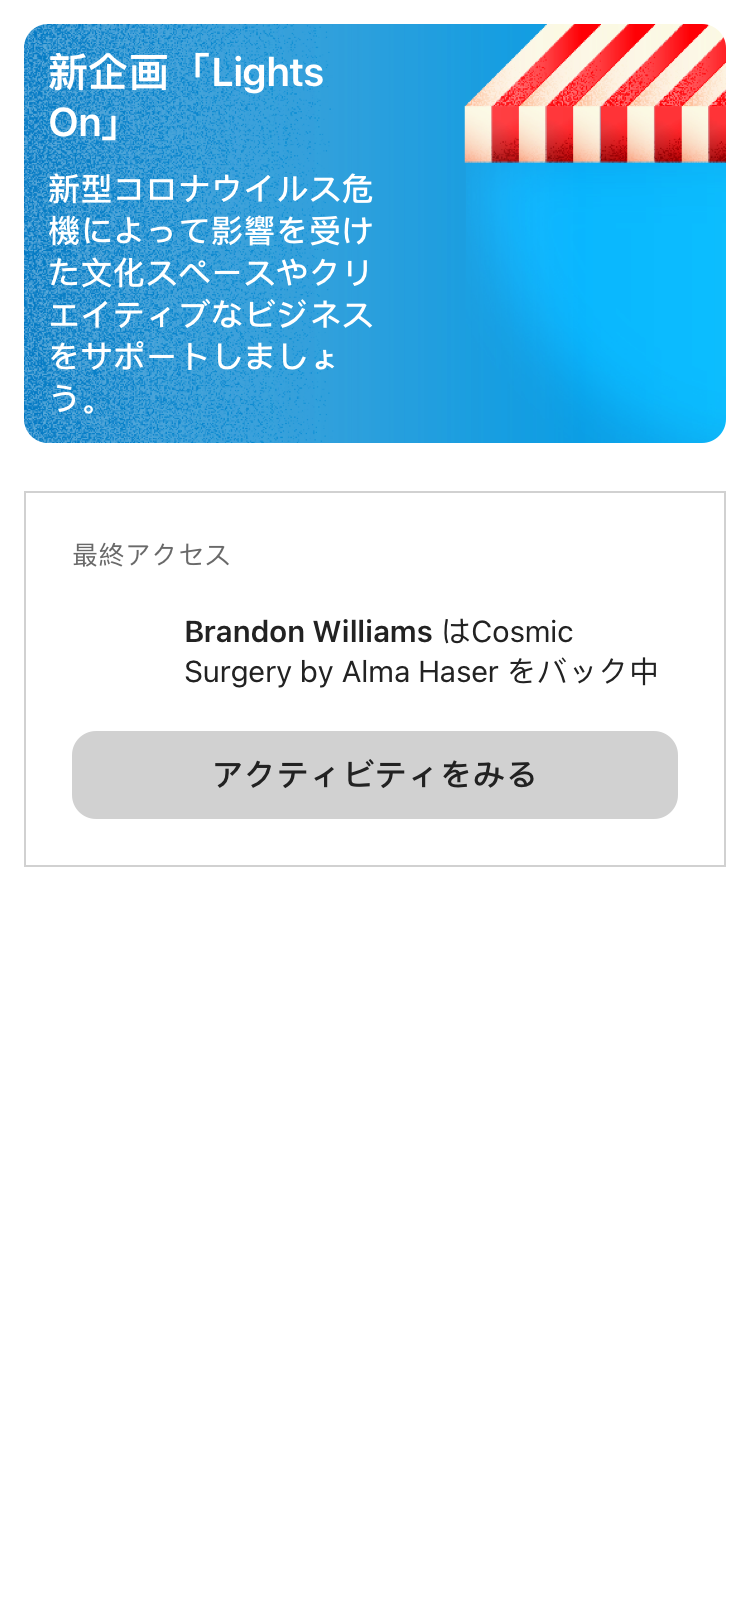 新企画「Lights
On」
新型コロナウイルス危
機によって影響を受け
た文化スペースやクリ
エイティブなビジネス
をサポートしましょ
う。
最終アクセス
Brandon Williams はCosmic
Surgery by Alma Haser をバック中
アクティビティをみる